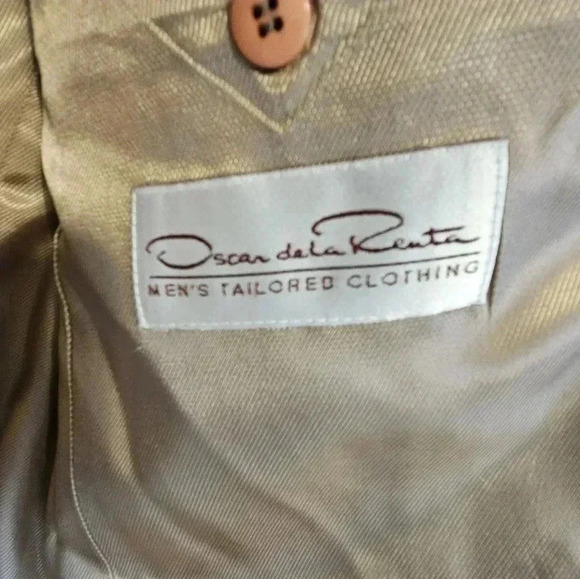 Oscar de la Renta
MEN'S TAILORED CLOTHING